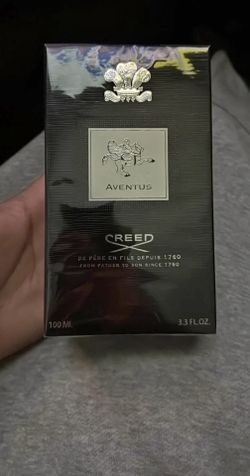 AVENTUS
CREED
DE PÈRE EN FILS DEPUIS 1760
FROM FATHER TO SON SINCE 1760
100 ML 3.3 FL.OZ.